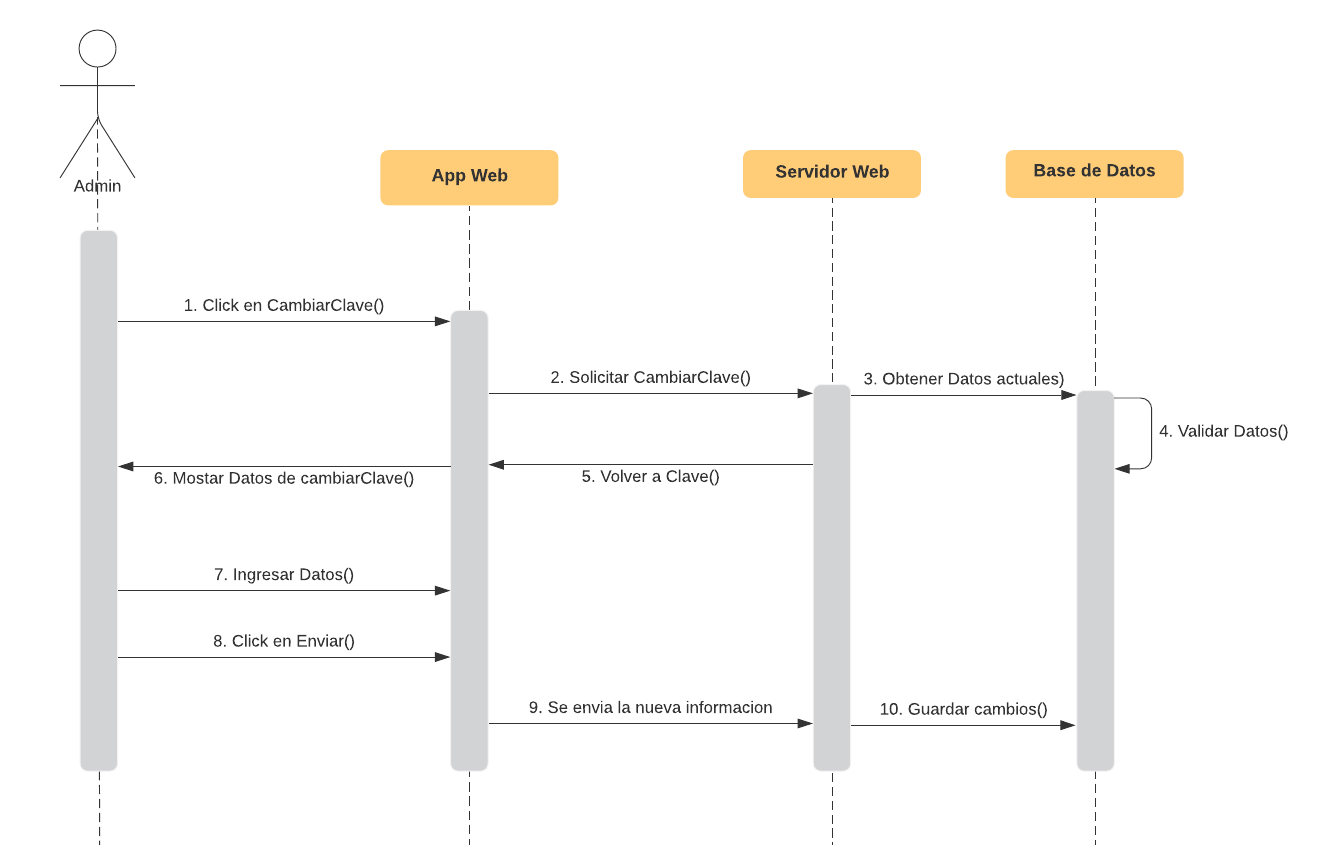 Admin
App Web
Servidor Web
Base de Datos
1. Click en CambiarClave()
2. Solicitar CambiarClave()
3. Obtener Datos actuales)
4. Validar Datos()
5. Volver a Clave()
6. Mostar Datos de cambiarClave()
7. Ingresar Datos()
8. Click en Enviar()
9. Se envia la nueva informacion
10. Guardar cambios()